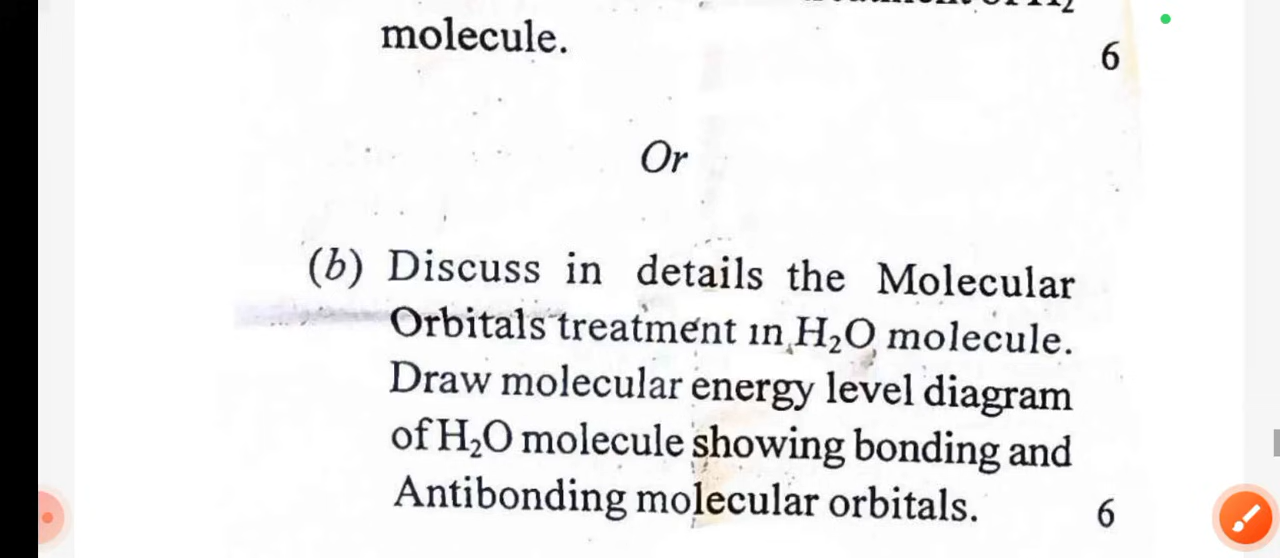 molecule.
6
Or
(b) Discuss in details the Molecular
Orbitals treatment in H₂O molecule.
Draw molecular energy level diagram
of H₂O molecule showing bonding and
Antibonding molecular orbitals.
6